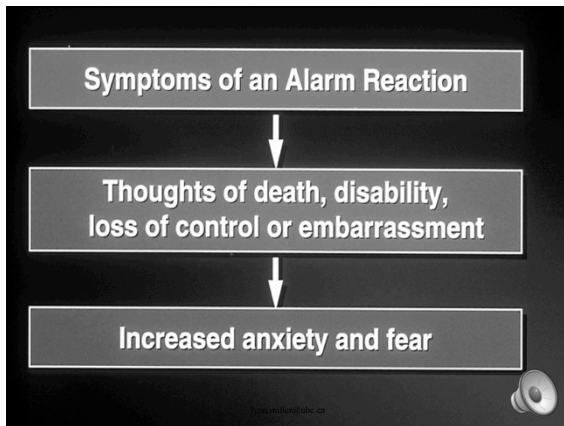 Symptoms of an Alarm Reaction
Thoughts of death, disability,
loss of control or embarrassment
Increased anxiety and fear